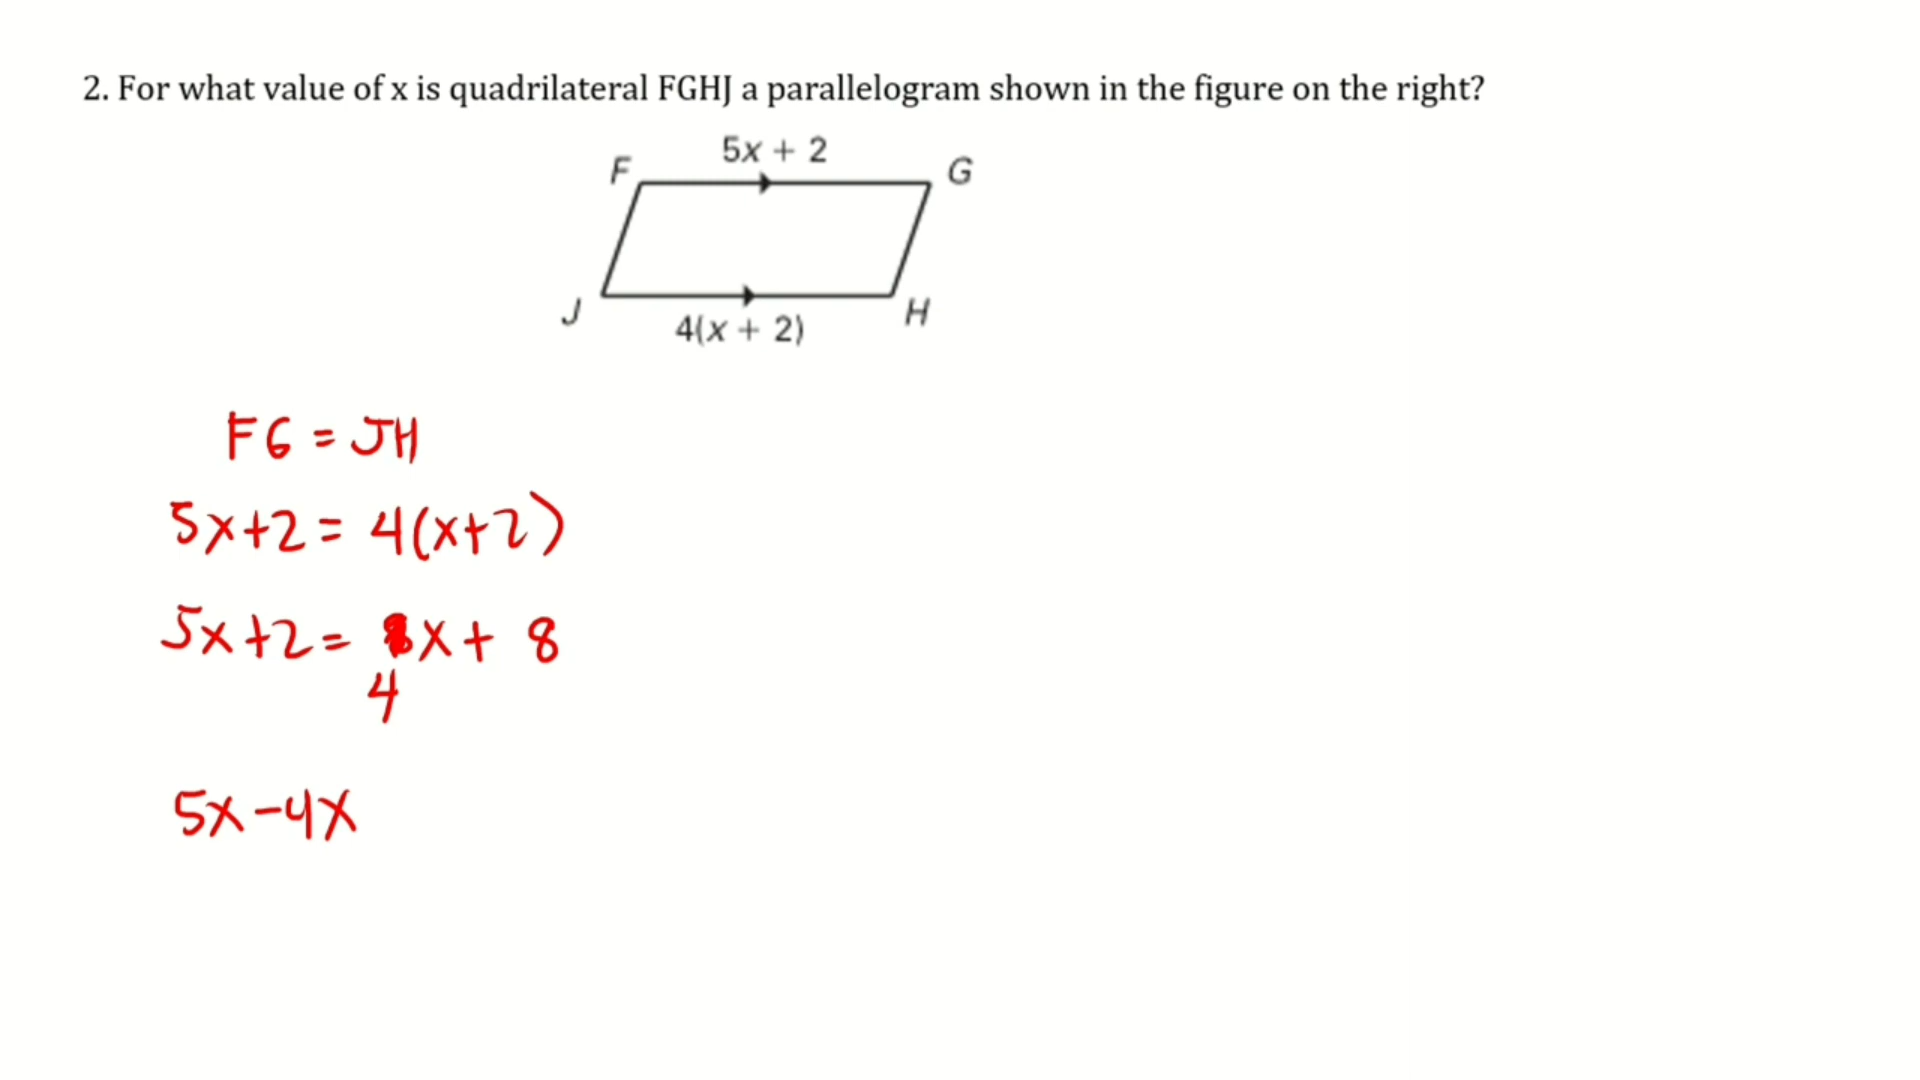 2. For what value of x is quadrilateral FGHJ a parallelogram shown in the figure on the right?
5x + 2
F
G
J
H
4(x + 2)
FG = JH
5x+2 = 4(x+2)
5x+2 = x + 8
4
5x-4x